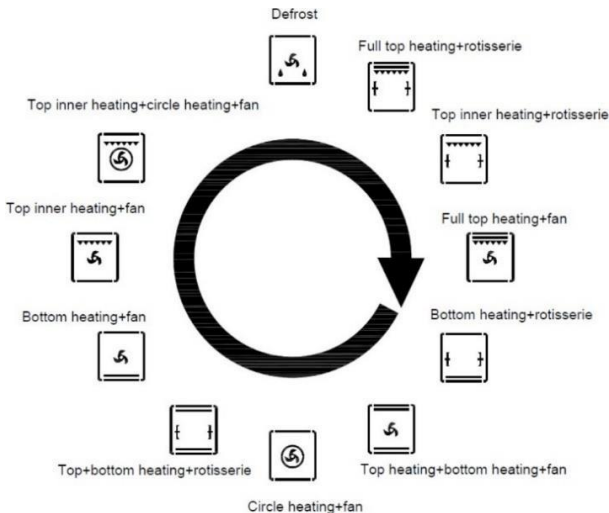 Defrost
Full top heating+rotisserie
Top inner heating+circle heating+fan
Top inner heating+rotisserie
Top inner heating+fan
Full top heating+fan
Bottom heating+fan
Bottom heating+rotisserie
Top+bottom heating+rotisserie
Top heating+bottom heating+fan
Circle heating+fan